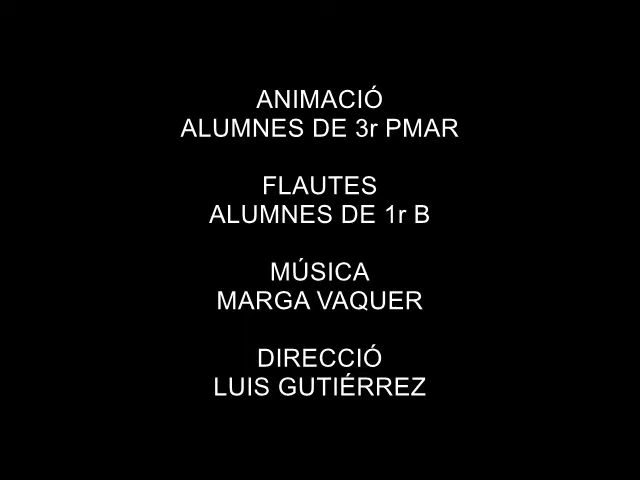 ANIMACIÓ
ALUMNES DE 3r PMAR
FLAUTES
ALUMNES DE 1r B
MÚSICA
MARGA VAQUER
DIRECCIÓ
LUIS GUTIÉRREZ